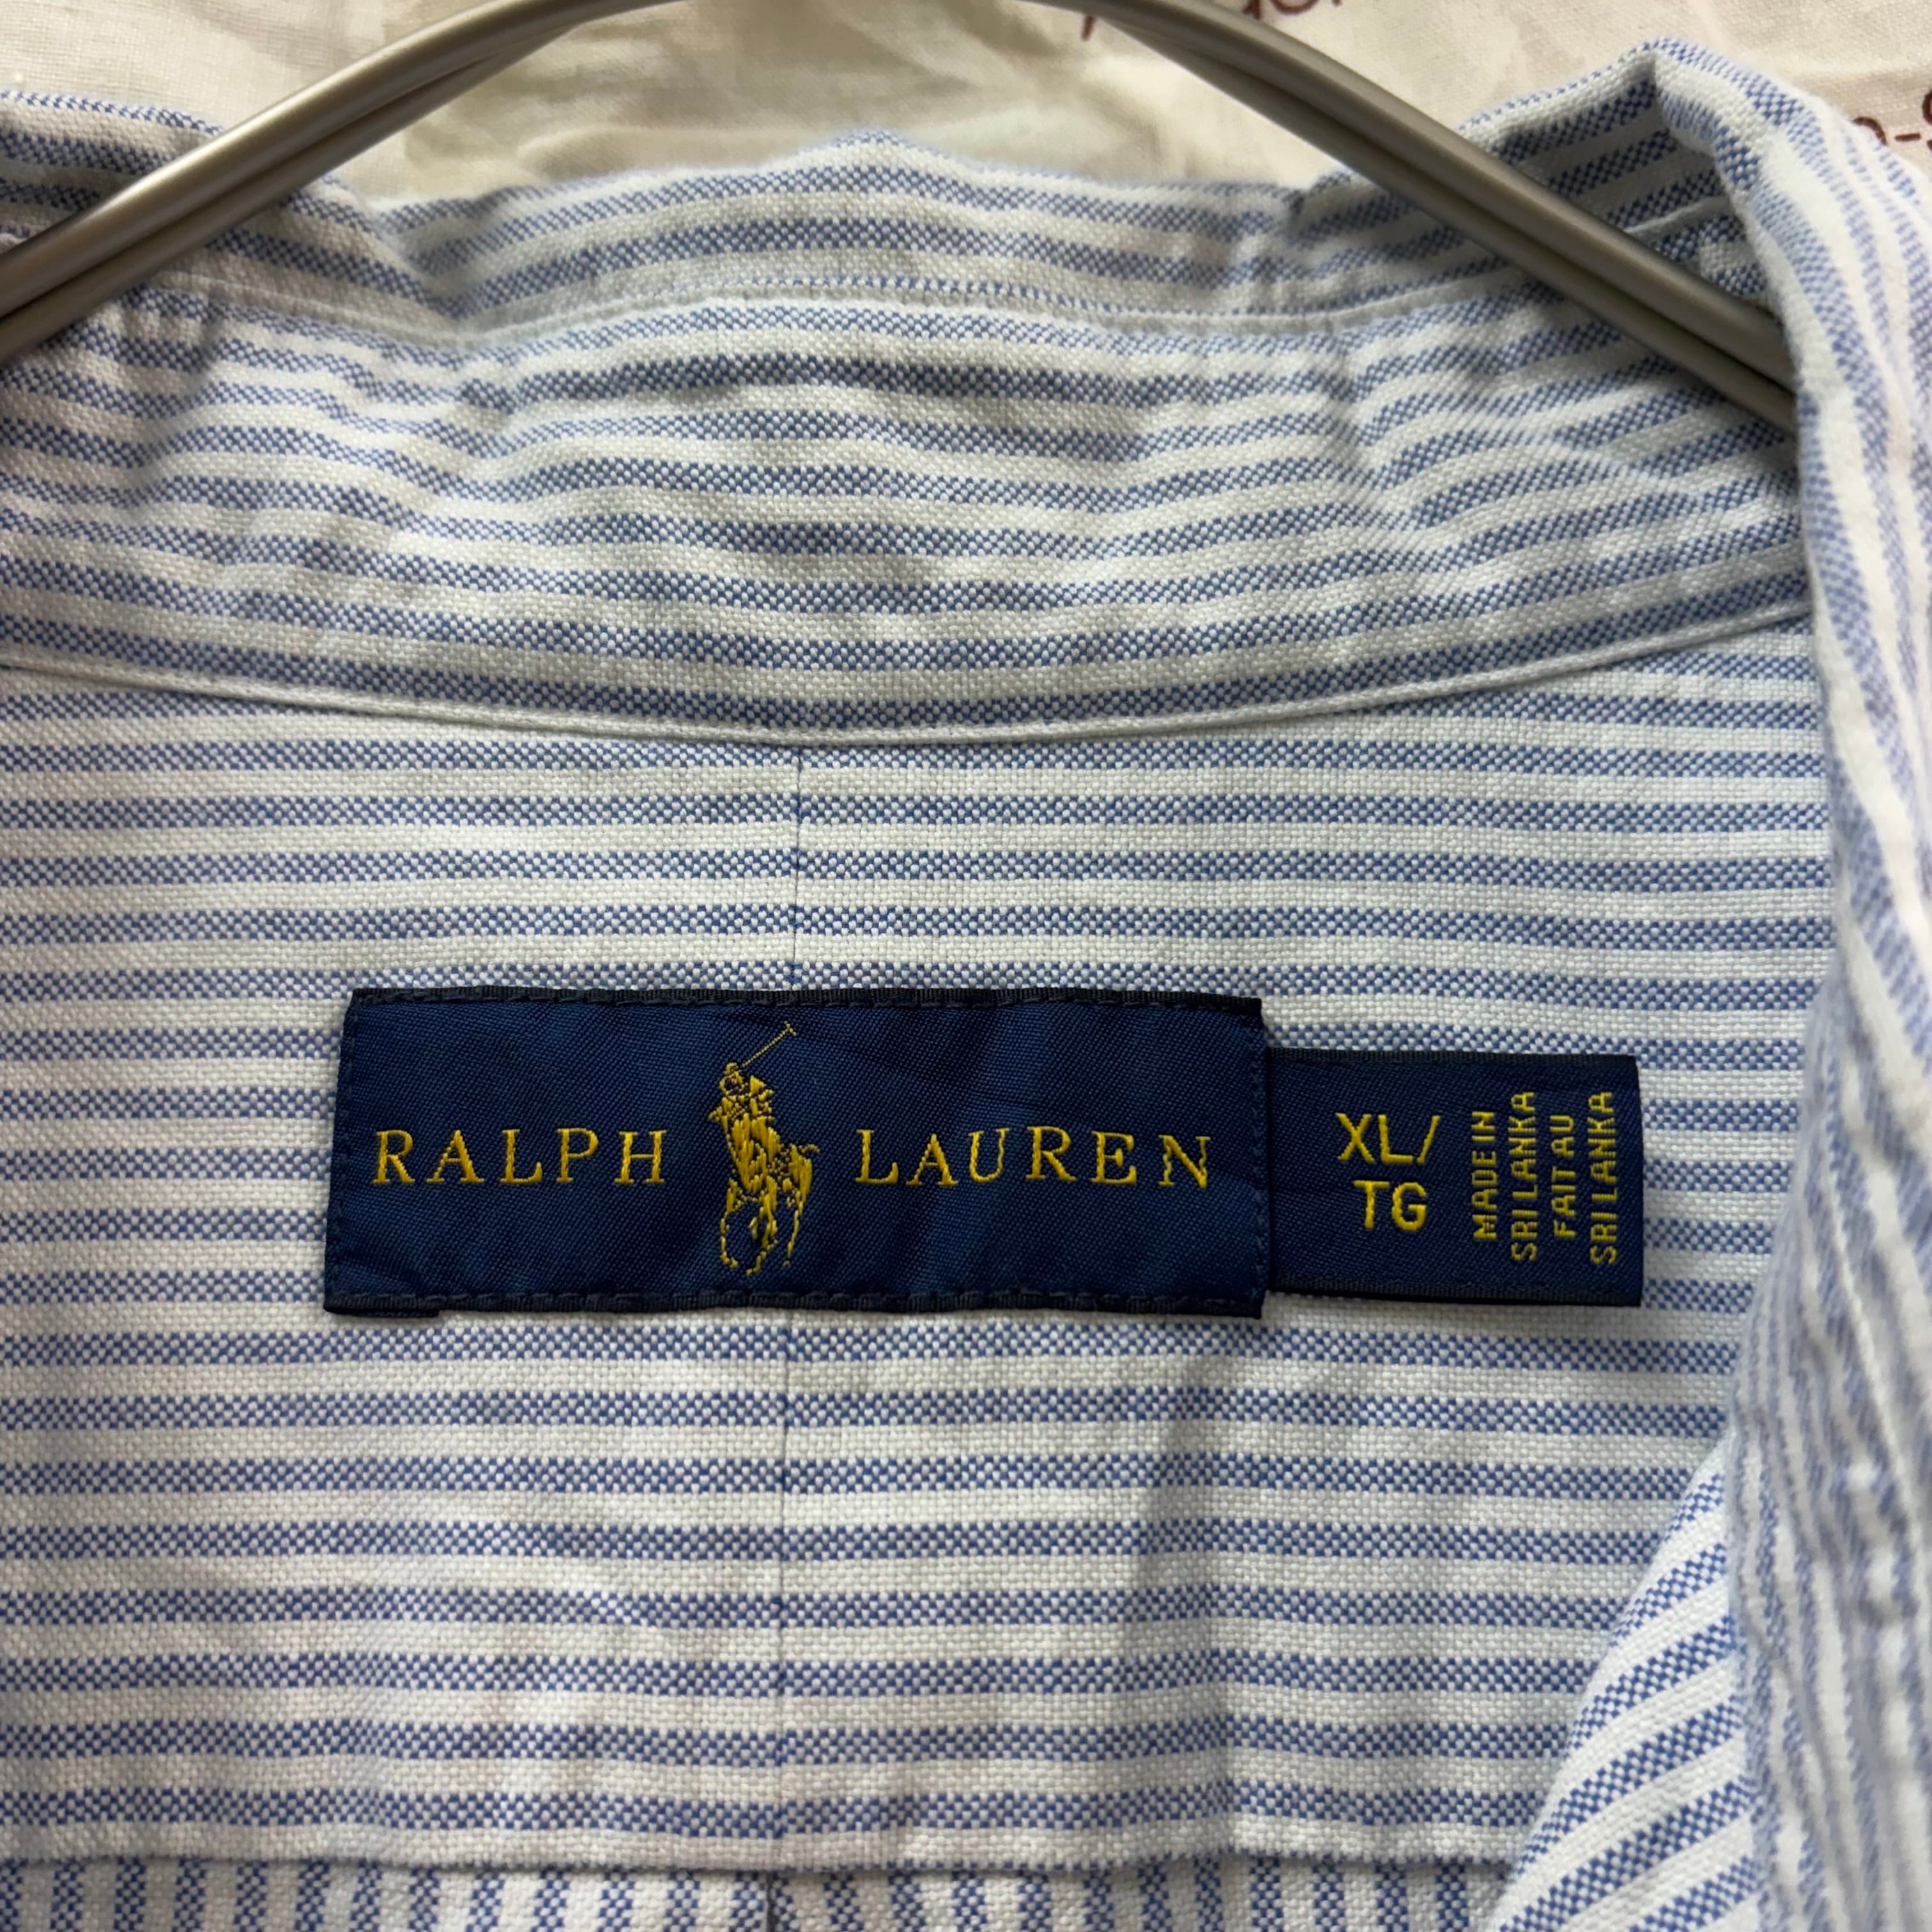 RALPH LAUREN
XL/
TG
MADE IN
SRI LANKA
FAIT AU
SRI LANKA